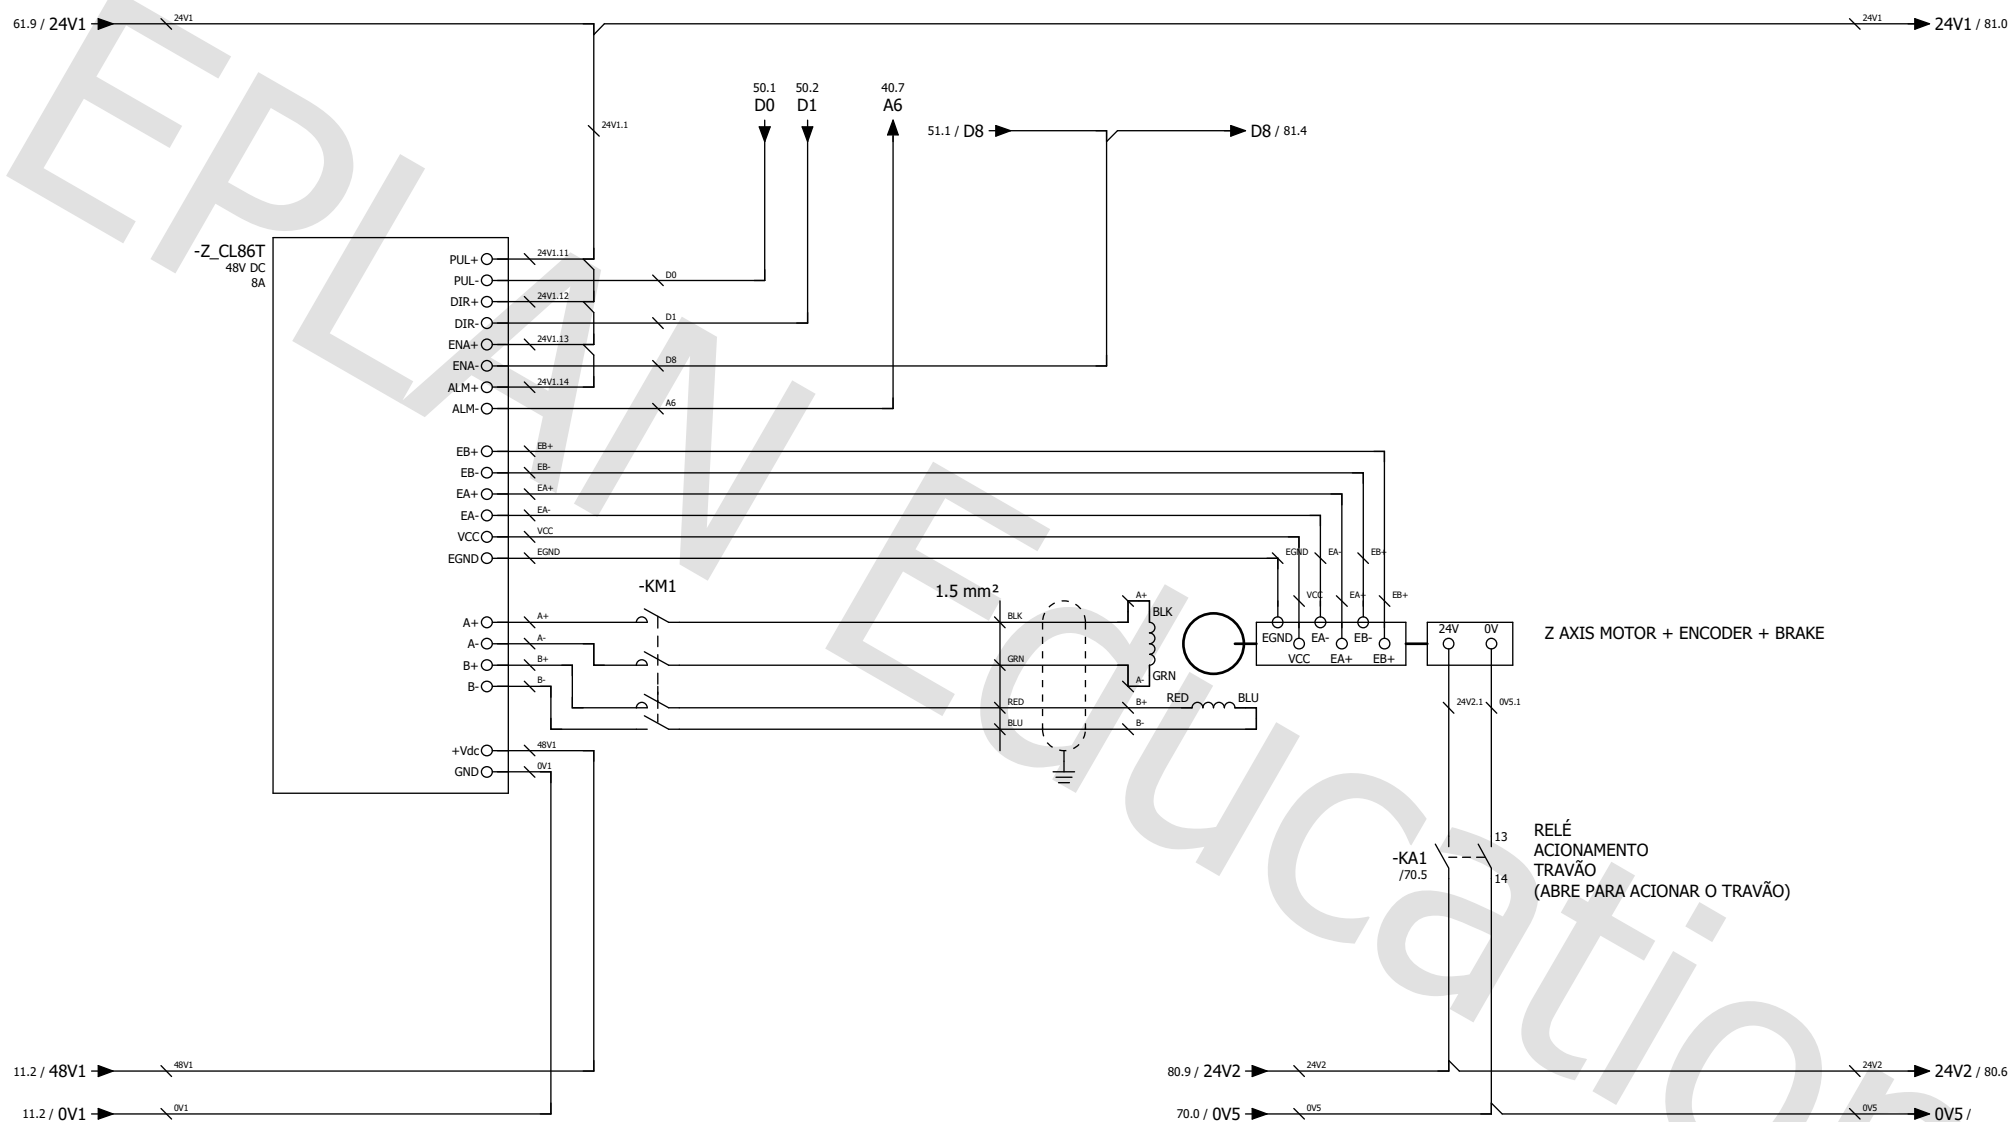 61.9 / 24V1
24V1
24V1
24V1 / 81.0
50.1
D0
50.2
D1
40.7
A6
51.1 / D8
D8 / 81.4
24V1.1
-Z_CL86T
48V DC
8A
PUL+ 24V1.11
PUL- D0
DIR+ 24V1.12
DIR- D1
ENA+ 24V1.13
ENA- D8
ALM+ 24V1.14
ALM- A6
EB+ EB+
EB- EB-
EA+ EA+
EA- EA-
VCC VCC
EGND EGND
EGND EA- EB+
VCC EA+ EB+
-KM1
1.5 mm²
A+ A+ BLK A+ BLK
A- A- GRN A- GRN
B+ B+ RED B+ RED BLU
B- B- BLU B-
EGND EA- EB-
VCC EA+ EB+
24V 0V
Z AXIS MOTOR + ENCODER + BRAKE
24V2.1 0V5.1
+Vdc 48V1
GND 0V1
-KA1
/70.5
13
14
RELÉ
ACIONAMENTO
TRAVÃO
(ABRE PARA ACIONAR O TRAVÃO)
11.2 / 48V1
48V1
80.9 / 24V2
24V2
24V2
24V2 / 80.6
11.2 / 0V1
0V1
70.0 / 0V5
0V5
0V5
0V5 /
EPLAN Education